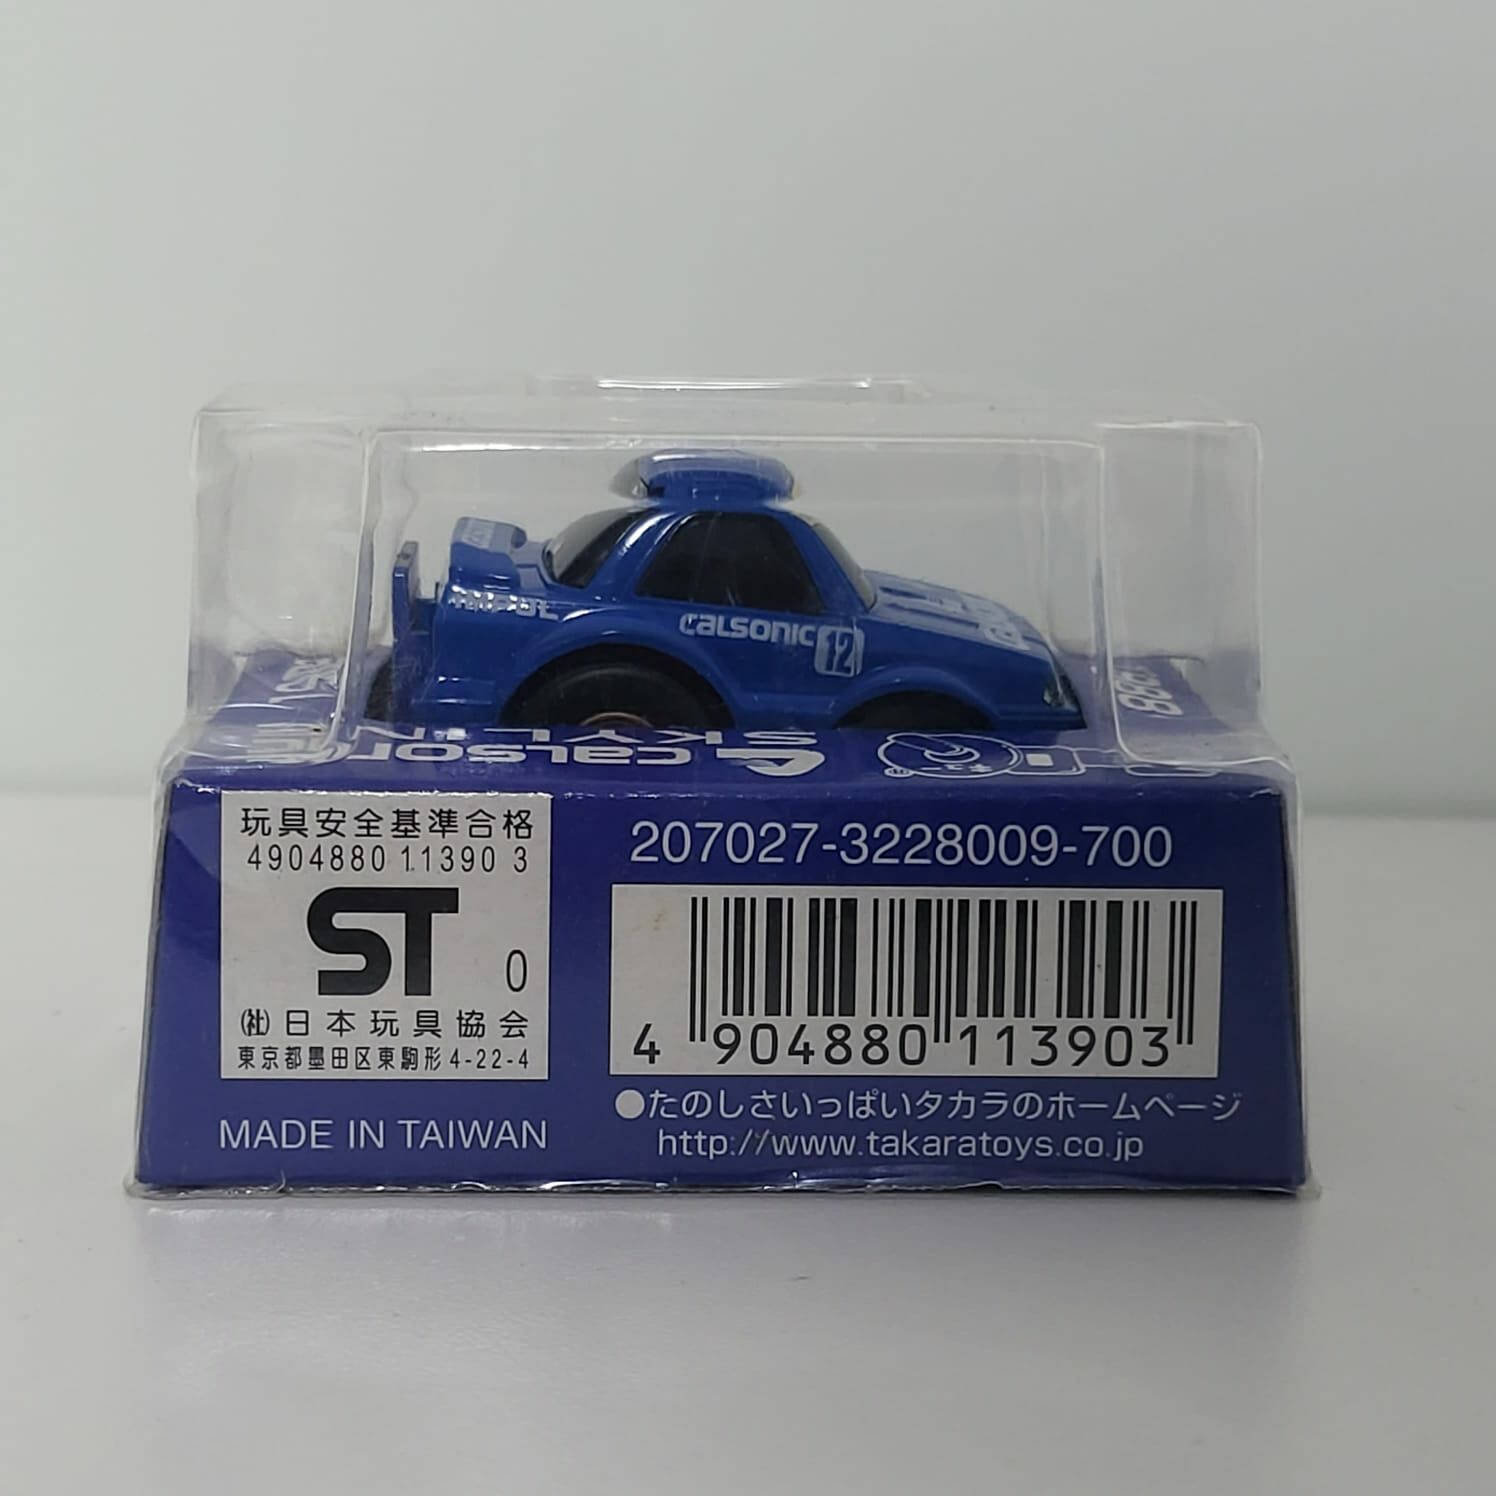 IMPUL
CALSONIC 12
CALSONIC
SKYLIN
玩具安全基準合格
4904880 11390 3
ST 0
㈳日本玩具協会
東京都墨田区東駒形4-22-4
MADE IN TAIWAN
207027-3228009-700
4 904880 113903
●たのしさいっぱいタカラのホームページ
http://www.takaratoys.co.jp